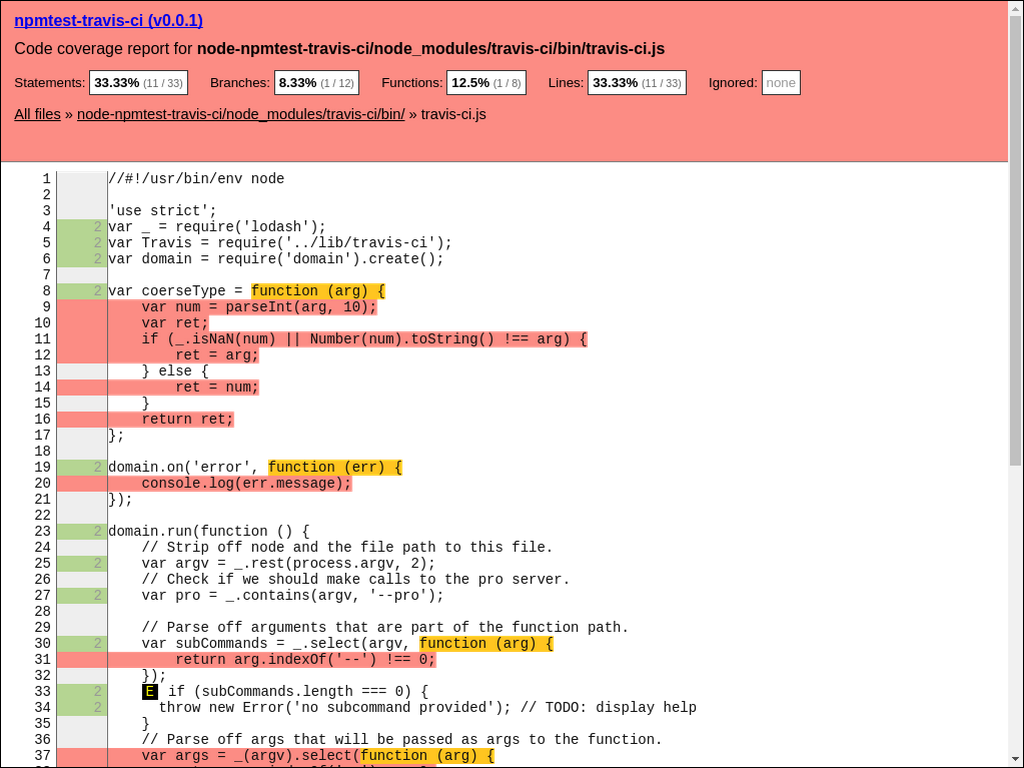 npmtest-travis-ci (v0.0.1)
Code coverage report for node-npmtest-travis-ci/node_modules/travis-ci/bin/travis-ci.js
Statements: 33.33% (11 / 33) Branches: 8.33% (1 / 12) Functions: 12.5% (1 / 8) Lines: 33.33% (11 / 33) Ignored: none
All files » node-npmtest-travis-ci/node_modules/travis-ci/bin/ » travis-ci.js
1 //#!/usr/bin/env node
2
3 'use strict';
4 2 var _ = require('lodash');
5 2 var Travis = require('../lib/travis-ci');
6 2 var domain = require('domain').create();
7
8 2 var coerseType = function (arg) {
9 var num = parseInt(arg, 10);
10 var ret;
11 if (_.isNaN(num) || Number(num).toString() !== arg) {
12 ret = arg;
13 } else {
14 ret = num;
15 }
16 return ret;
17 };
18
19 2 domain.on('error', function (err) {
20 console.log(err.message);
21 });
22
23 2 domain.run(function () {
24 // Strip off node and the file path to this file.
25 2 var argv = _.rest(process.argv, 2);
26 // Check if we should make calls to the pro server.
27 2 var pro = _.contains(argv, '--pro');
28
29 // Parse off arguments that are part of the function path.
30 2 var subCommands = _.select(argv, function (arg) {
31 return arg.indexOf('--') !== 0;
32 });
33 2 E if (subCommands.length === 0) {
34 2 throw new Error('no subcommand provided'); // TODO: display help
35 }
36 // Parse off args that will be passed as args to the function.
37 var args = _(argv).select(function (arg) {